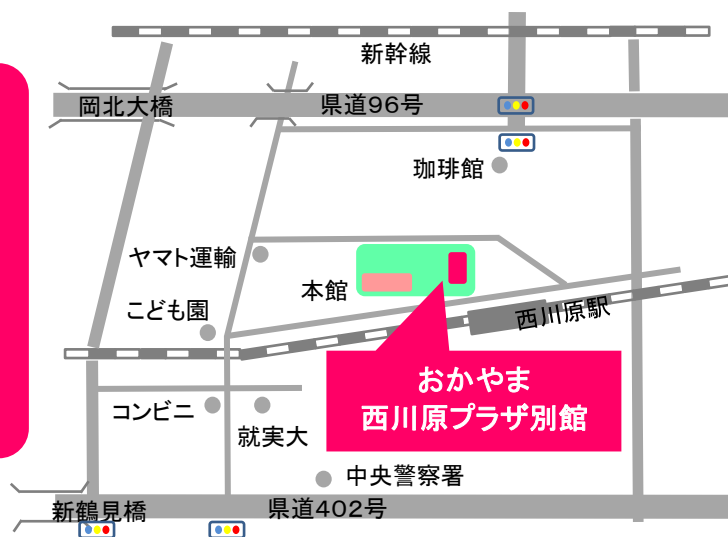 新幹線
岡北大橋
県道96号
珈琲館
ヤマト運輸
本館
こども園
西川原駅
おかやま
西川原プラザ別館
コンビニ
就実大
中央警察署
新鶴見橋
県道402号